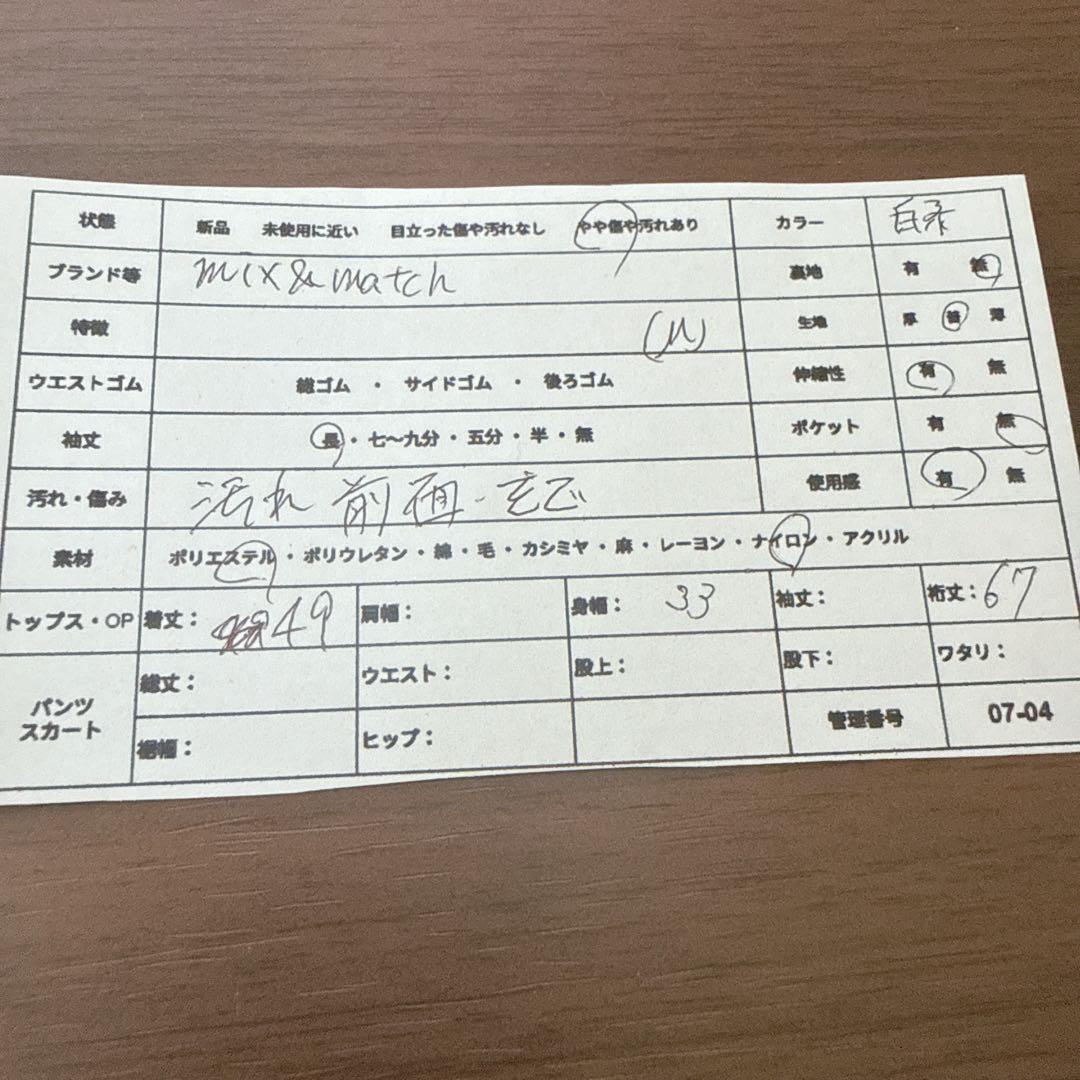 状態 新品 未使用に近い 目立った傷や汚れなし やや傷や汚れあり カラー
ブランド等 mix&match 裏地 有 無
特徴 (M) 生地 厚 普 薄
ウエストゴム 総ゴム ・ サイドゴム ・ 後ろゴム 伸縮性 有 無
袖丈 長・七〜九分・五分・半・無 ポケット 有 無
汚れ・傷み 汚れ 前面・そで 使用感 有 無
素材 ポリエステル・ポリウレタン・綿・毛・カシミヤ・麻・レーヨン・ナイロン・アクリル
トップス・OP 着丈: 49 肩幅: 身幅: 33 袖丈: 裄丈: 67
パンツ スカート 総丈: ウエスト: 股上: 股下: ワタリ:
裾幅: ヒップ: 管理番号 07-04